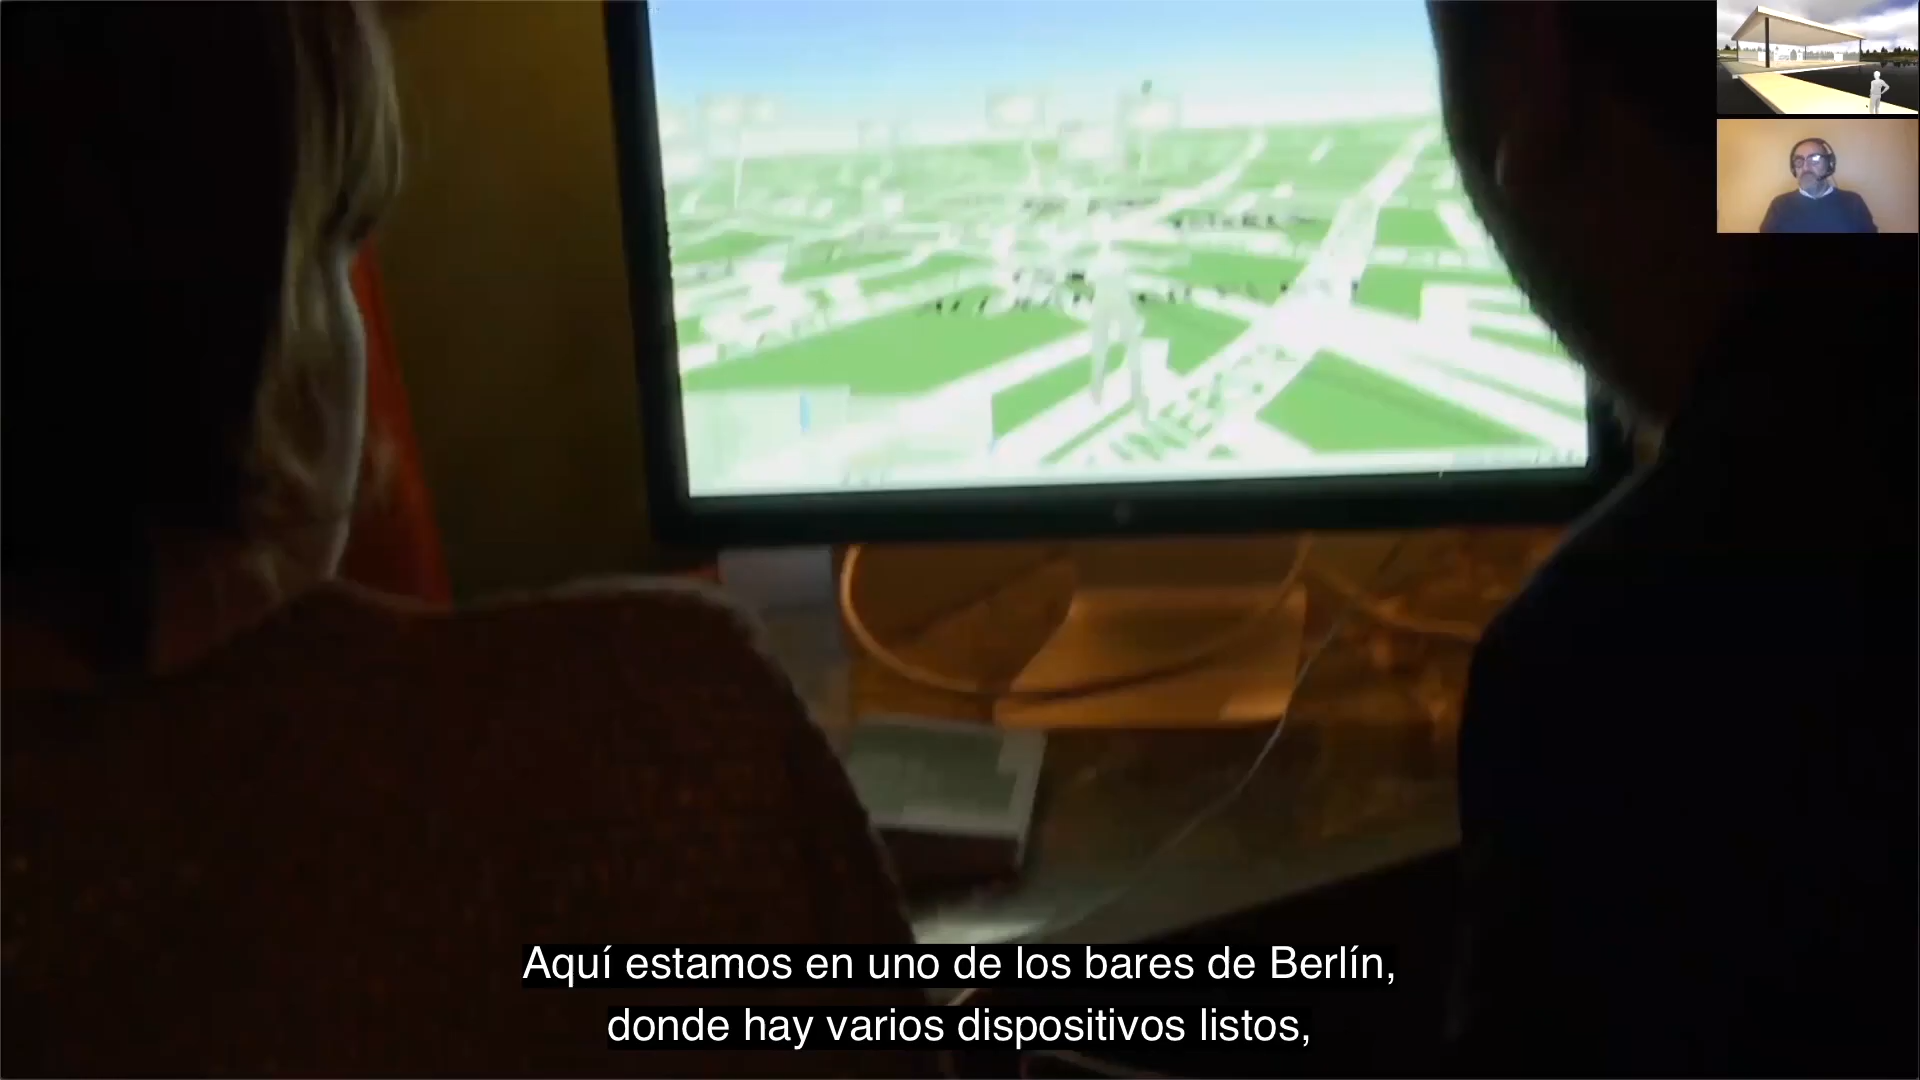 Aquí estamos en uno de los bares de Berlín,
donde hay varios dispositivos listos,